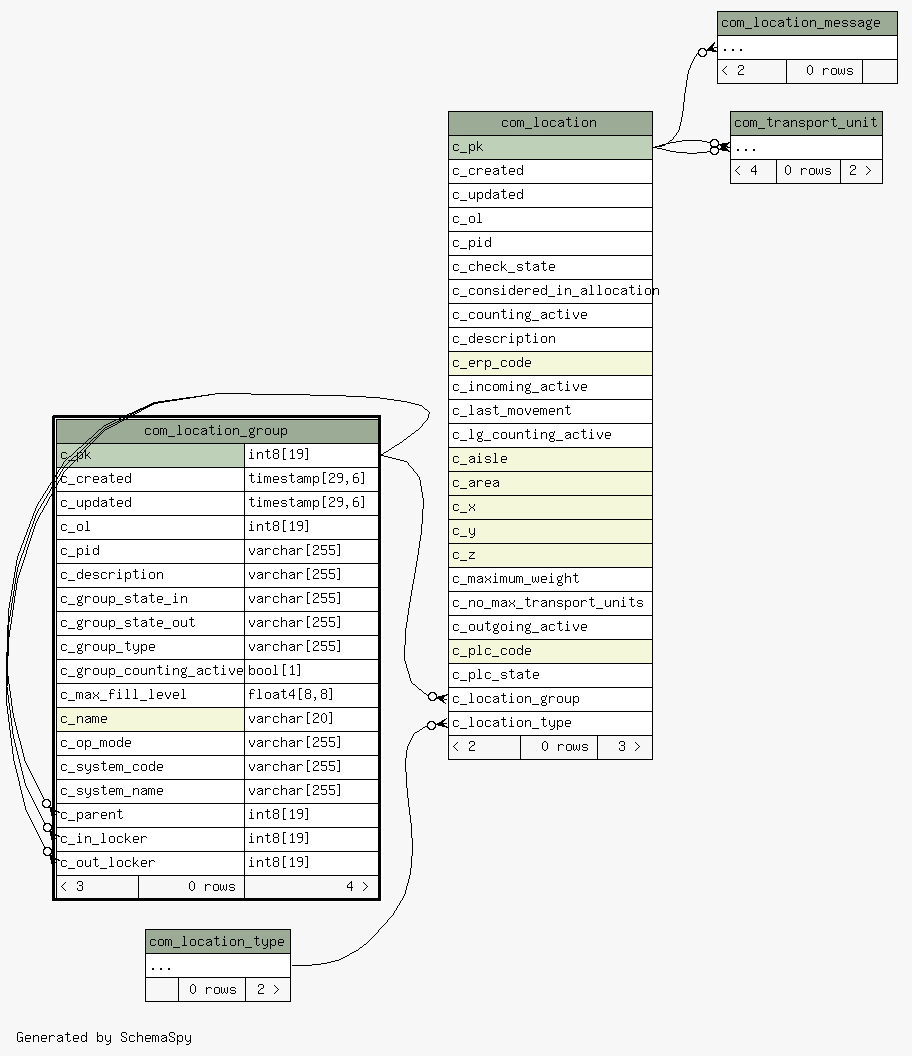 com_location_message
...
< 2 0 rows
com_transport_unit
...
< 4 0 rows 2 >
com_location
c_pk
c_created
c_updated
c_ol
c_pid
c_check_state
c_considered_in_allocation
c_counting_active
c_description
c_erp_code
c_incoming_active
c_last_movement
c_lg_counting_active
c_aisle
c_area
c_x
c_y
c_z
c_maximum_weight
c_no_max_transport_units
c_outgoing_active
c_plc_code
c_plc_state
c_location_group
c_location_type
< 2 0 rows 3 >
com_location_group
c_pk int8[19]
c_created timestamp[29,6]
c_updated timestamp[29,6]
c_ol int8[19]
c_pid varchar[255]
c_description varchar[255]
c_group_state_in varchar[255]
c_group_state_out varchar[255]
c_group_type varchar[255]
c_group_counting_active bool[1]
c_max_fill_level float4[8,8]
c_name varchar[20]
c_op_mode varchar[255]
c_system_code varchar[255]
c_system_name varchar[255]
c_parent int8[19]
c_in_locker int8[19]
c_out_locker int8[19]
< 3 0 rows 4 >
com_location_type
...
0 rows 2 >
Generated by SchemaSpy